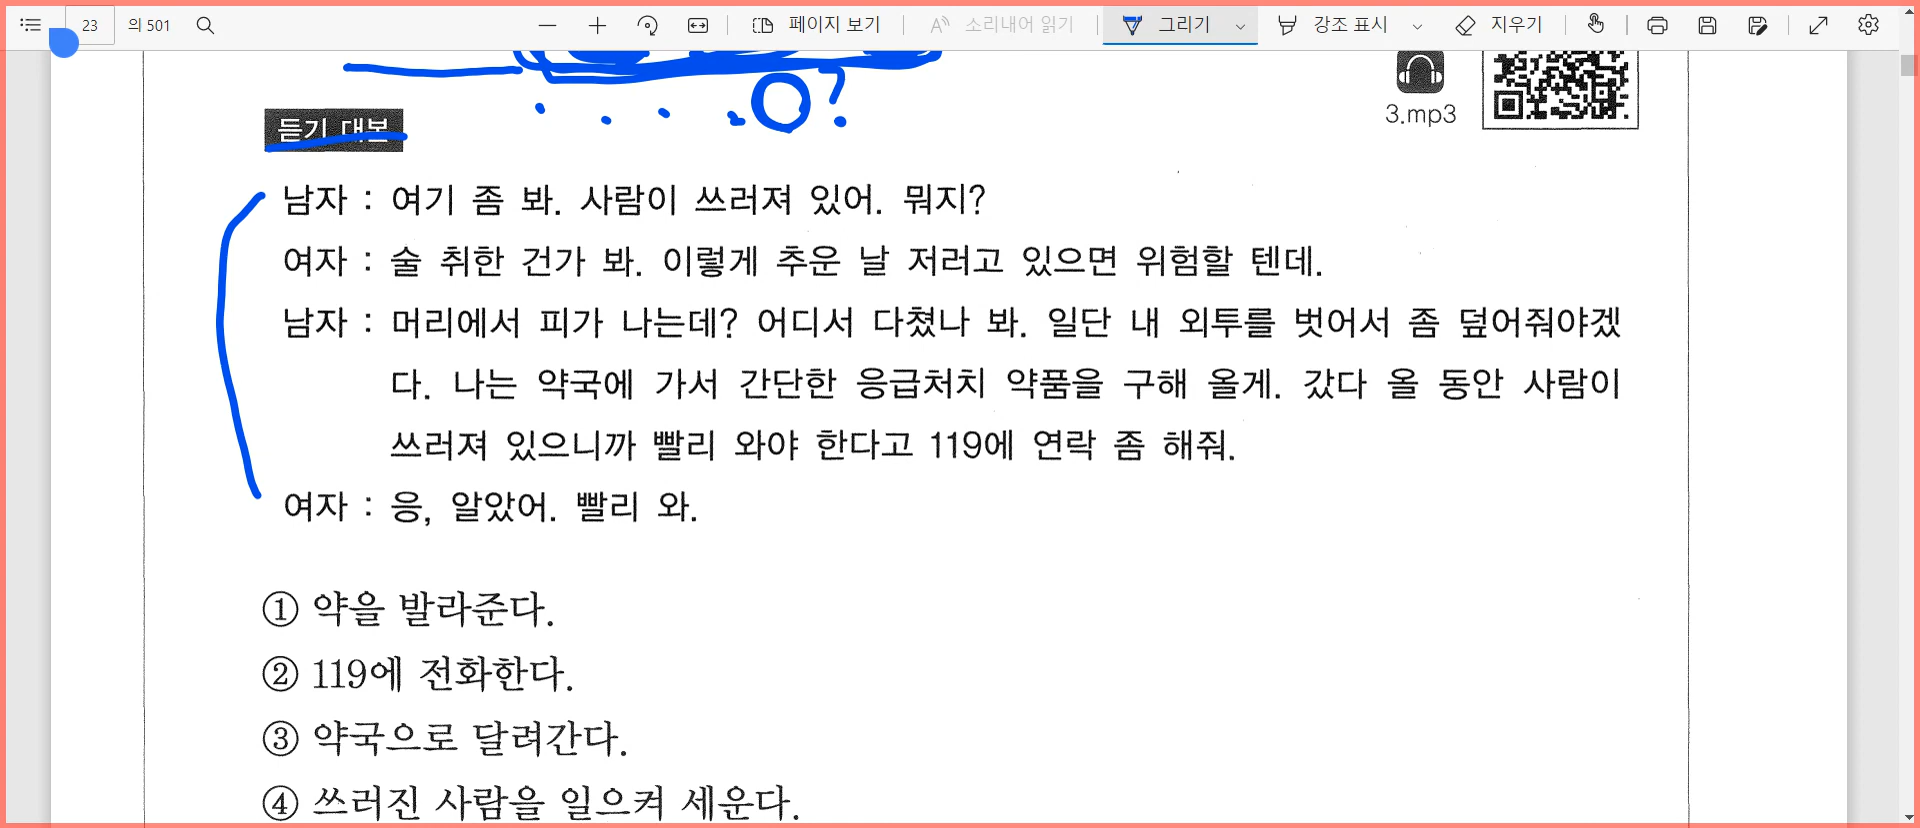 23 의 501 페이지 보기 소리내어 읽기 그리기 강조 표시 지우기
3.mp3
듣기 대본
남자 : 여기 좀 봐. 사람이 쓰러져 있어. 뭐지?
여자 : 술 취한 건가 봐. 이렇게 추운 날 저러고 있으면 위험할 텐데.
남자 : 머리에서 피가 나는데? 어디서 다쳤나 봐. 일단 내 외투를 벗어서 좀 덮어줘야겠
다. 나는 약국에 가서 간단한 응급처치 약품을 구해 올게. 갔다 올 동안 사람이
쓰러져 있으니까 빨리 와야 한다고 119에 연락 좀 해줘.
여자 : 응, 알았어. 빨리 와.
① 약을 발라준다.
② 119에 전화한다.
③ 약국으로 달려간다.
④ 쓰러진 사람을 일으켜 세운다.